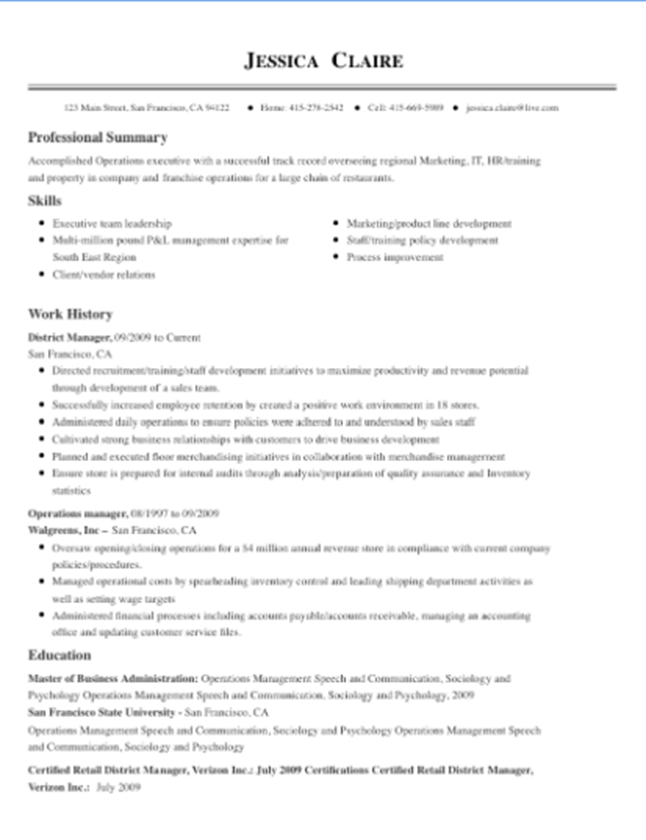 JESSICA CLAIRE
123 Main Street, San Francisco, CA 94122 ● Home: 415-278-2542 ● Cell: 415-669-5989 ● jessica.claire@live.com
Professional Summary
Accomplished Operations executive with a successful track record overseeing regional Marketing, IT, HR/training
and property in company and franchise operations for a large chain of restaurants.
Skills
● Executive team leadership
● Multi-million pound P&L management expertise for
South East Region
● Client/vendor relations
● Marketing/product line development
● Staff/training policy development
● Process improvement
Work History
District Manager, 09/2009 to Current
San Francisco, CA
● Directed recruitment/training/staff development initiatives to maximize productivity and revenue potential
through development of a sales team.
● Successfully increased employee retention by created a positive work environment in 18 stores.
● Administered daily operations to ensure policies were adhered to and understood by sales staff
● Cultivated strong business relationships with customers to drive business development
● Planned and executed floor merchandising initiatives in collaboration with merchandise management
● Ensure store is prepared for internal audits through analysis/preparation of quality assurance and Inventory
statistics
Operations manager, 08/1997 to 09/2009
Walgreens, Inc – San Francisco, CA
● Oversaw opening/closing operations for a $4 million annual revenue store in compliance with current company
policies/procedures.
● Managed operational costs by spearheading inventory control and leading shipping department activities as
well as setting wage targets
● Administered financial processes including accounts payable/accounts receivable, managing an accounting
office and updating customer service files.
Education
Master of Business Administration: Operations Management Speech and Communication, Sociology and
Psychology Operations Management Speech and Communication, Sociology and Psychology, 2009
San Francisco State University - San Francisco, CA
Operations Management Speech and Communication, Sociology and Psychology Operations Management Speech
and Communication, Sociology and Psychology
Certified Retail District Manager, Verizon Inc.: July 2009 Certifications Certified Retail District Manager,
Verizon Inc.: July 2009